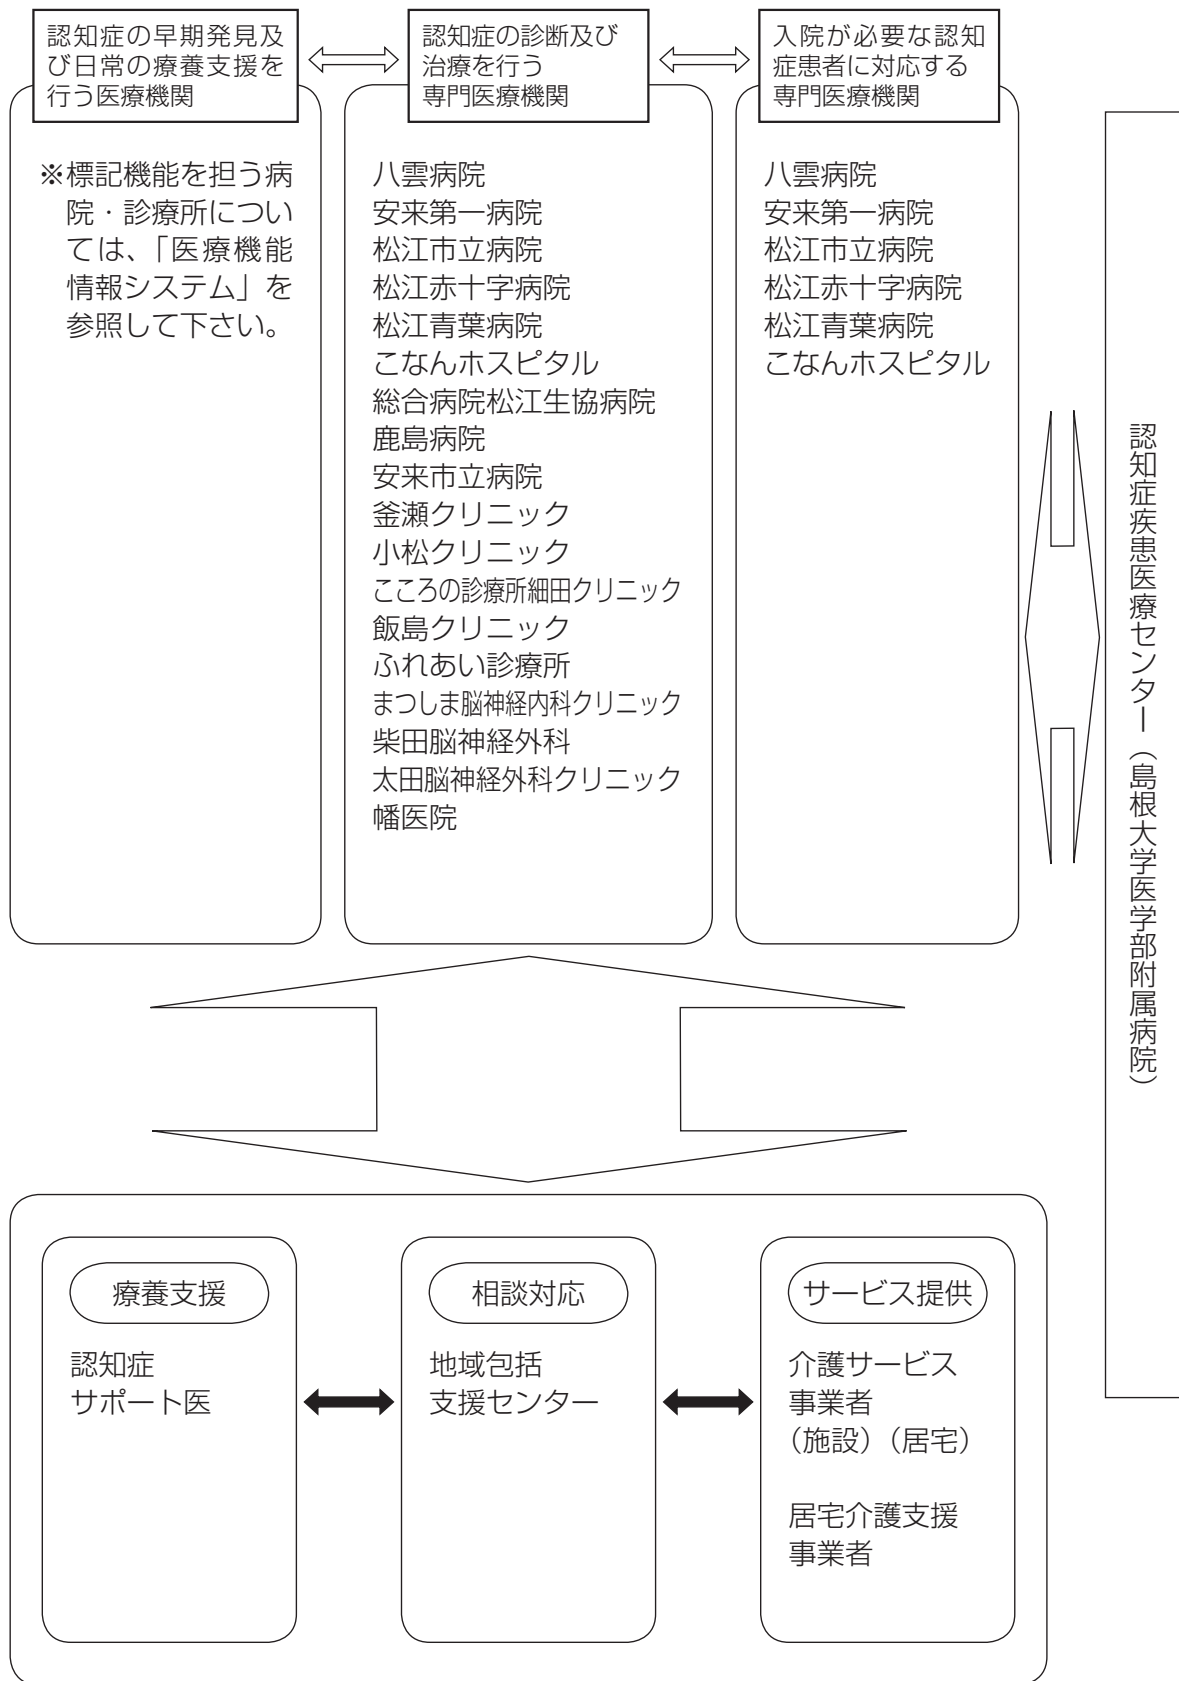 認知症の早期発見及
び日常の療養支援を
行う医療機関
認知症の診断及び
治療を行う
専門医療機関
入院が必要な認知
症患者に対応する
専門医療機関
※標記機能を担う病
院・診療所につい
ては、「医療機能
情報システム」を
参照して下さい。
八雲病院
安来第一病院
松江市立病院
松江赤十字病院
松江青葉病院
こなんホスピタル
総合病院松江生協病院
鹿島病院
安来市立病院
釜瀬クリニック
小松クリニック
こころの診療所細田クリニック
飯島クリニック
ふれあい診療所
まつしま脳神経内科クリニック
柴田脳神経外科
太田脳神経外科クリニック
幡医院
八雲病院
安来第一病院
松江市立病院
松江赤十字病院
松江青葉病院
こなんホスピタル
認知症疾患医療センター（島根大学医学部附属病院）
療養支援
認知症
サポート医
相談対応
地域包括
支援センター
サービス提供
介護サービス
事業者
（施設）（居宅）
居宅介護支援
事業者